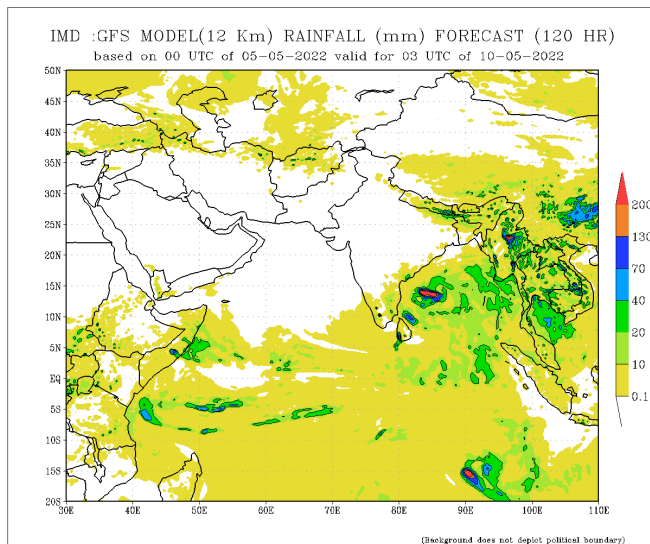 IMD :GFS MODEL(12 Km) RAINFALL (mm) FORECAST (120 HR)
based on 00 UTC of 05-05-2022 valid for 03 UTC of 10-05-2022
50N
45N
40N
35N
30N
25N
20N
15N
10N
5N
EQ
5S
10S
15S
20S
30E
40E
50E
60E
70E
80E
90E
100E
110E
200
130
70
40
20
10
0.1
(Background does not depict political boundary)